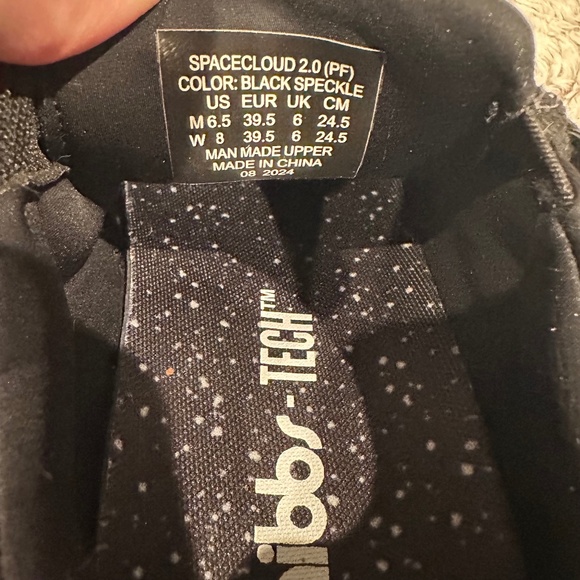 SPACECLOUD 2.0 (PF)
COLOR: BLACK SPECKLE
US EUR UK CM
M 6.5 39.5 6 24.5
W 8 39.5 6 24.5
MAN MADE UPPER
MADE IN CHINA
08 2024
ibbs-TECH™